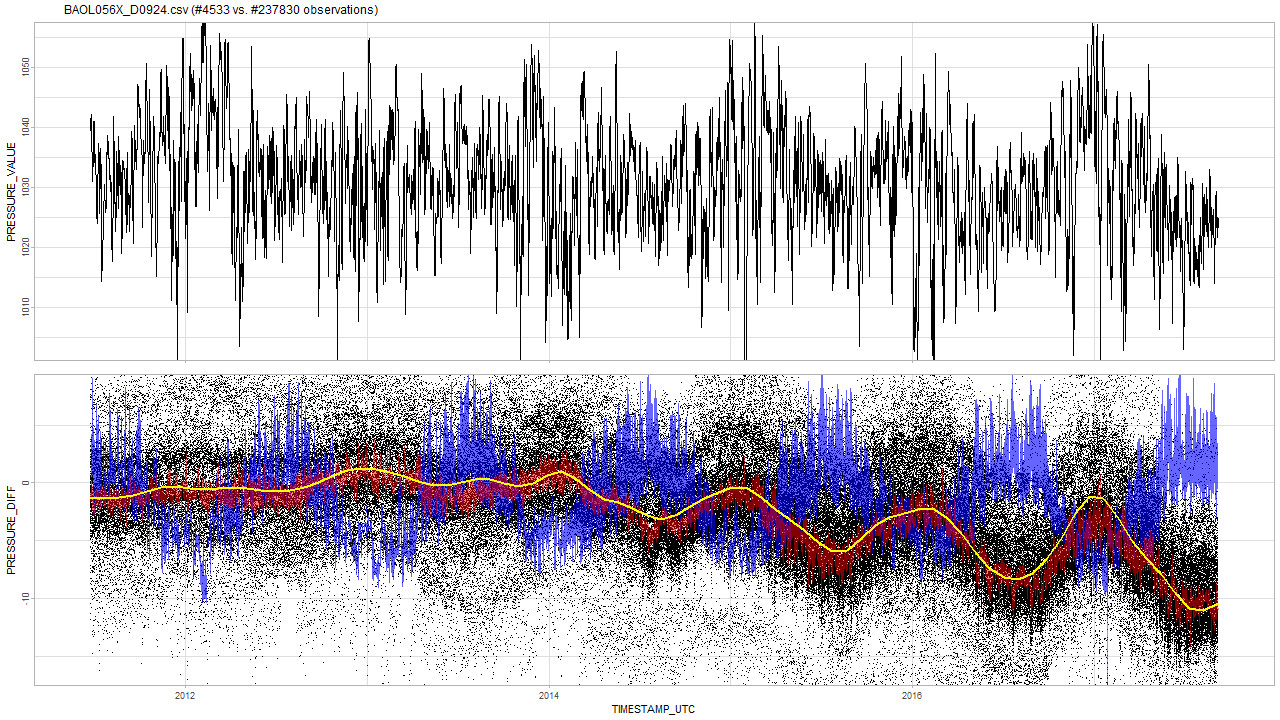 BAOL056X_D0924.csv (#4533 vs. #237830 observations)
PRESSURE_VALUE
1050
1040
1030
1020
1010
PRESSURE_DIFF
0
-10
2012
2014
2016
TIMESTAMP_UTC